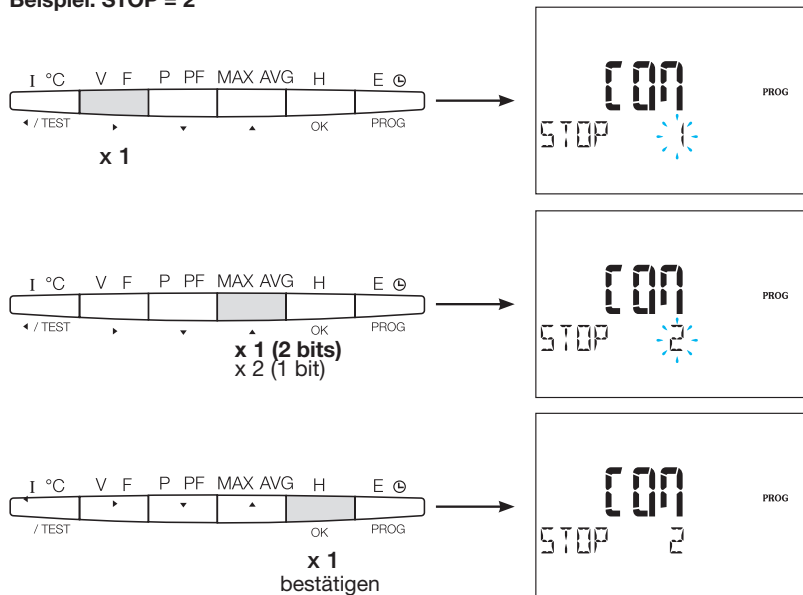 Beispiel: STOP = 2
I °C V F P PF MAX AVG H E
/ TEST OK PROG
x 1
COM
PROG
STOP 1
I °C V F P PF MAX AVG H E
/ TEST OK PROG
x 1 (2 bits)
x 2 (1 bit)
COM
PROG
STOP 2
I °C V F P PF MAX AVG H E
/ TEST OK PROG
x 1
bestätigen
COM
PROG
STOP 2